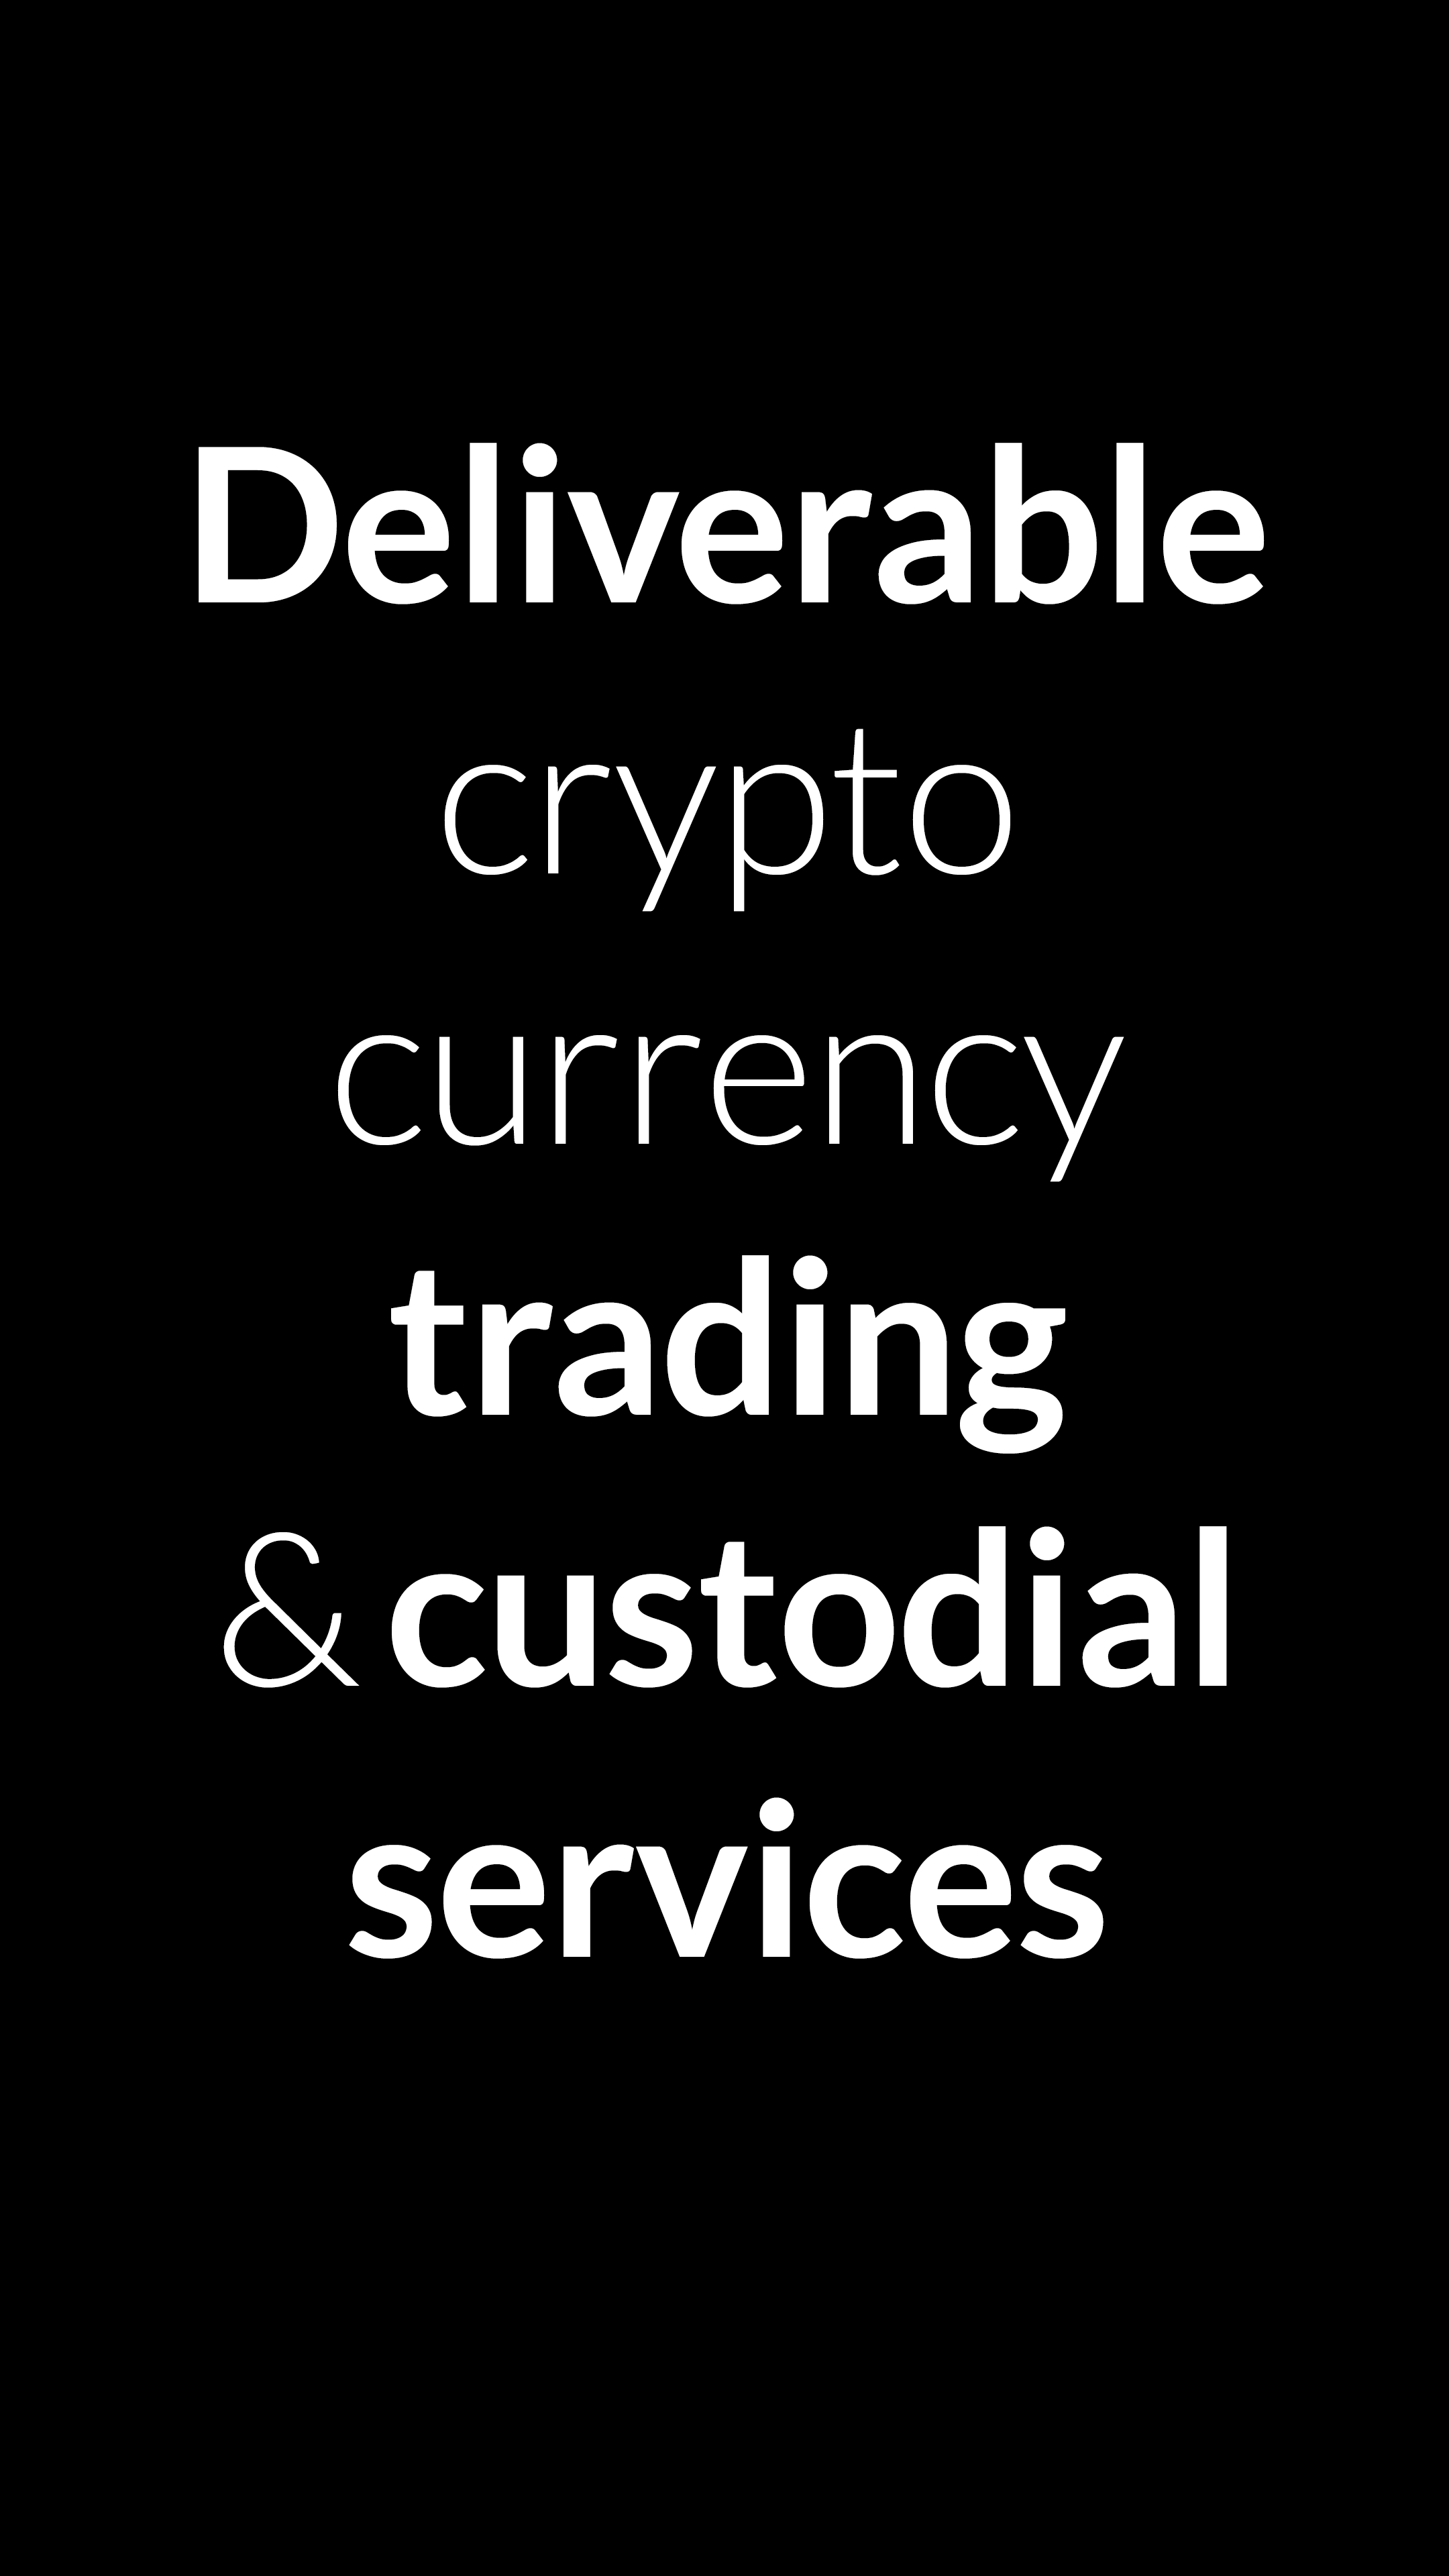 Deliverable
crypto
currency
trading
& custodial
services